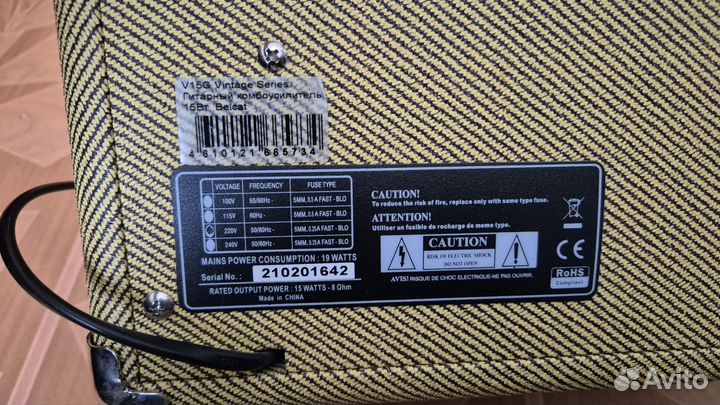 V15G Vintage Series
Гитарный комбоусилитель
15Вт, Belcat
4 610121 665734
VOLTAGE FREQUENCY FUSE TYPE
100V 50/60Hz~ 5MM, 0.5 A FAST - BLO
115V 60Hz~ 5MM, 0.5 A FAST - BLO
220V 50/60Hz~ 5MM, 0.25A FAST - BLO
240V 50/60Hz~ 5MM, 0.25A FAST - BLO
MAINS POWER CONSUMPTION : 19 WATTS
Serial No.: 210201642
RATED OUTPUT POWER : 15 WATTS - 8 Ohm
Made in CHINA
CAUTION!
To reduce the risk of fire, replace only with same type fuse.
ATTENTION!
Utiliser un fusible de recharge de meme type.
CAUTION
RISK OF ELECTRIC SHOCK
DO NOT OPEN
AVIS! RISQUE DE CHOC ELECTRIQUE-NE PAS OUVRIR.
CE
RoHS
Compliant
Avito